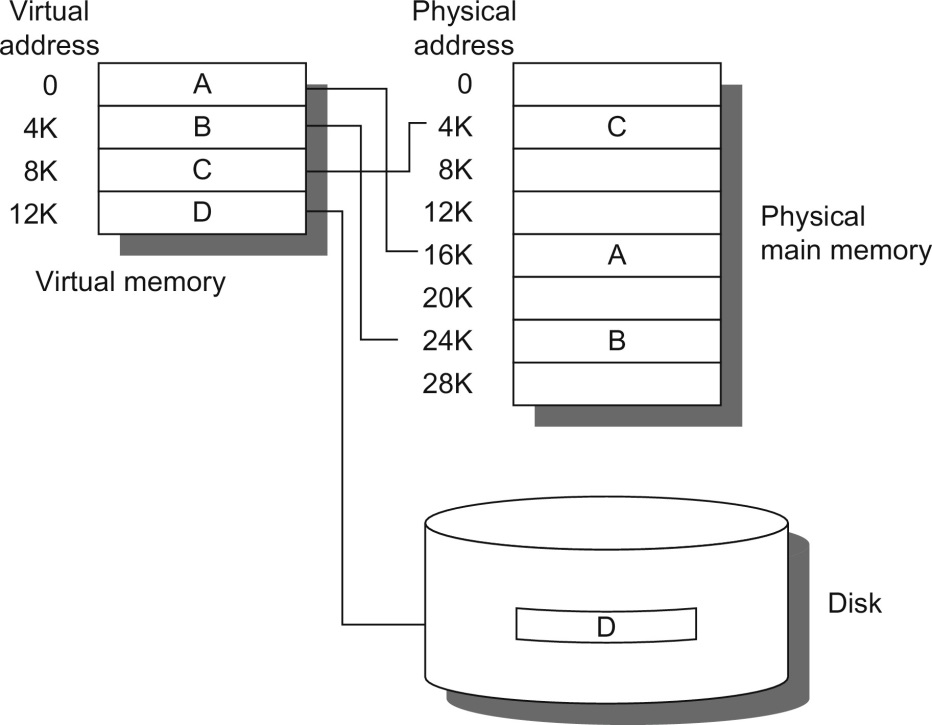 Virtual
address
0
A
4K
B
8K
C
12K
D
Virtual memory
Physical
address
0
4K
C
8K
12K
16K
A
20K
24K
B
28K
Physical
main memory
D
Disk